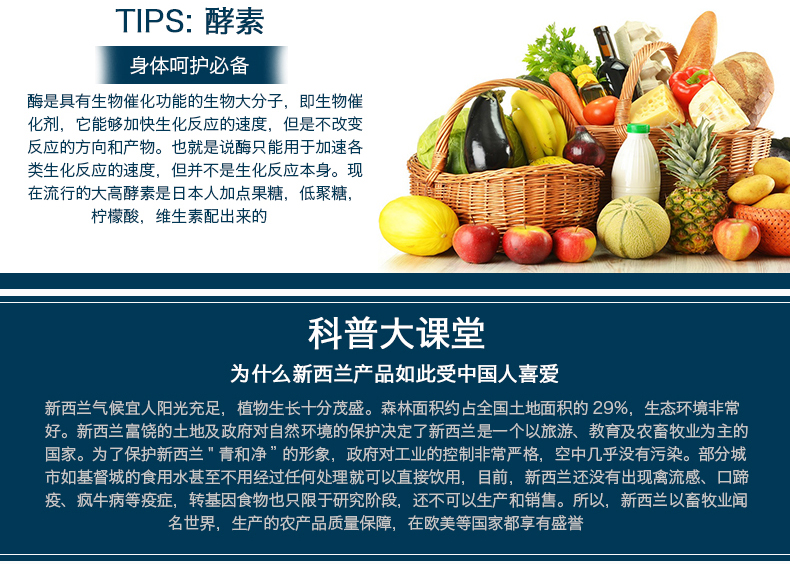 TIPS: 酵素
身体呵护必备
酶是具有生物催化功能的生物大分子，即生物催
化剂，它能够加快生化反应的速度，但是不改变
反应的方向和产物。也就是说酶只能用于加速各
类生化反应的速度，但并不是生化反应本身。现
在流行的大高酵素是日本人加点果糖，低聚糖，
柠檬酸，维生素配出来的
科普大课堂
为什么新西兰产品如此受中国人喜爱
新西兰气候宜人阳光充足，植物生长十分茂盛。森林面积约占全国土地面积的 29%，生态环境非常
好。新西兰富饶的土地及政府对自然环境的保护决定了新西兰是一个以旅游、教育及农畜牧业为主的
国家。为了保护新西兰＂青和净＂的形象，政府对工业的控制非常严格，空中几乎没有污染。部分城
市如基督城的食用水甚至不用经过任何处理就可以直接饮用，目前，新西兰还没有出现禽流感、口蹄
疫、疯牛病等疫症，转基因食物也只限于研究阶段，还不可以生产和销售。所以，新西兰以畜牧业闻
名世界，生产的农产品质量保障，在欧美等国家都享有盛誉